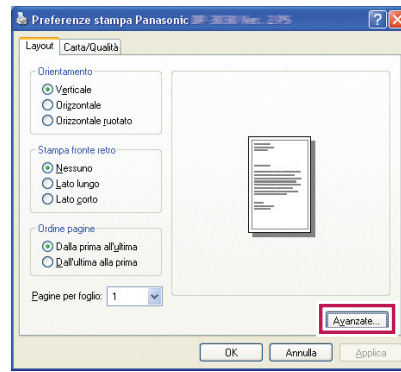 Preferenze stampa Panasonic
Layout
Carta/Qualità
Orientamento
Verticale
Orizzontale
Orizzontale ruotato
Stampa fronte retro
Nessuno
Lato lungo
Lato corto
Ordine pagine
Dalla prima all'ultima
Dall'ultima alla prima
Pagine per foglio: 1
Avanzate...
OK
Annulla
Applica